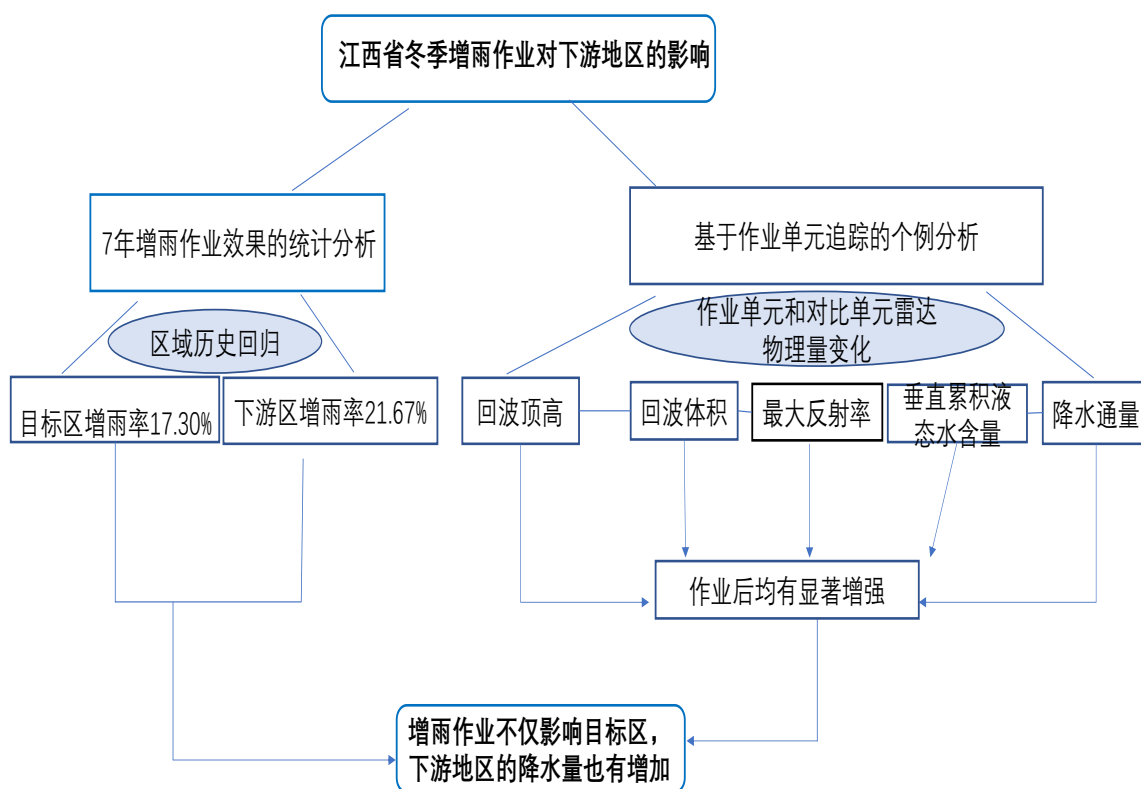 江西省冬季增雨作业对下游地区的影响
7年增雨作业效果的统计分析
基于作业单元追踪的个例分析
区域历史回归
作业单元和对比单元雷达
物理量变化
目标区增雨率17.30%
下游区增雨率21.67%
回波顶高
回波体积
最大反射率
垂直累积液
态水含量
降水通量
作业后均有显著增强
增雨作业不仅影响目标区，
下游地区的降水量也有增加